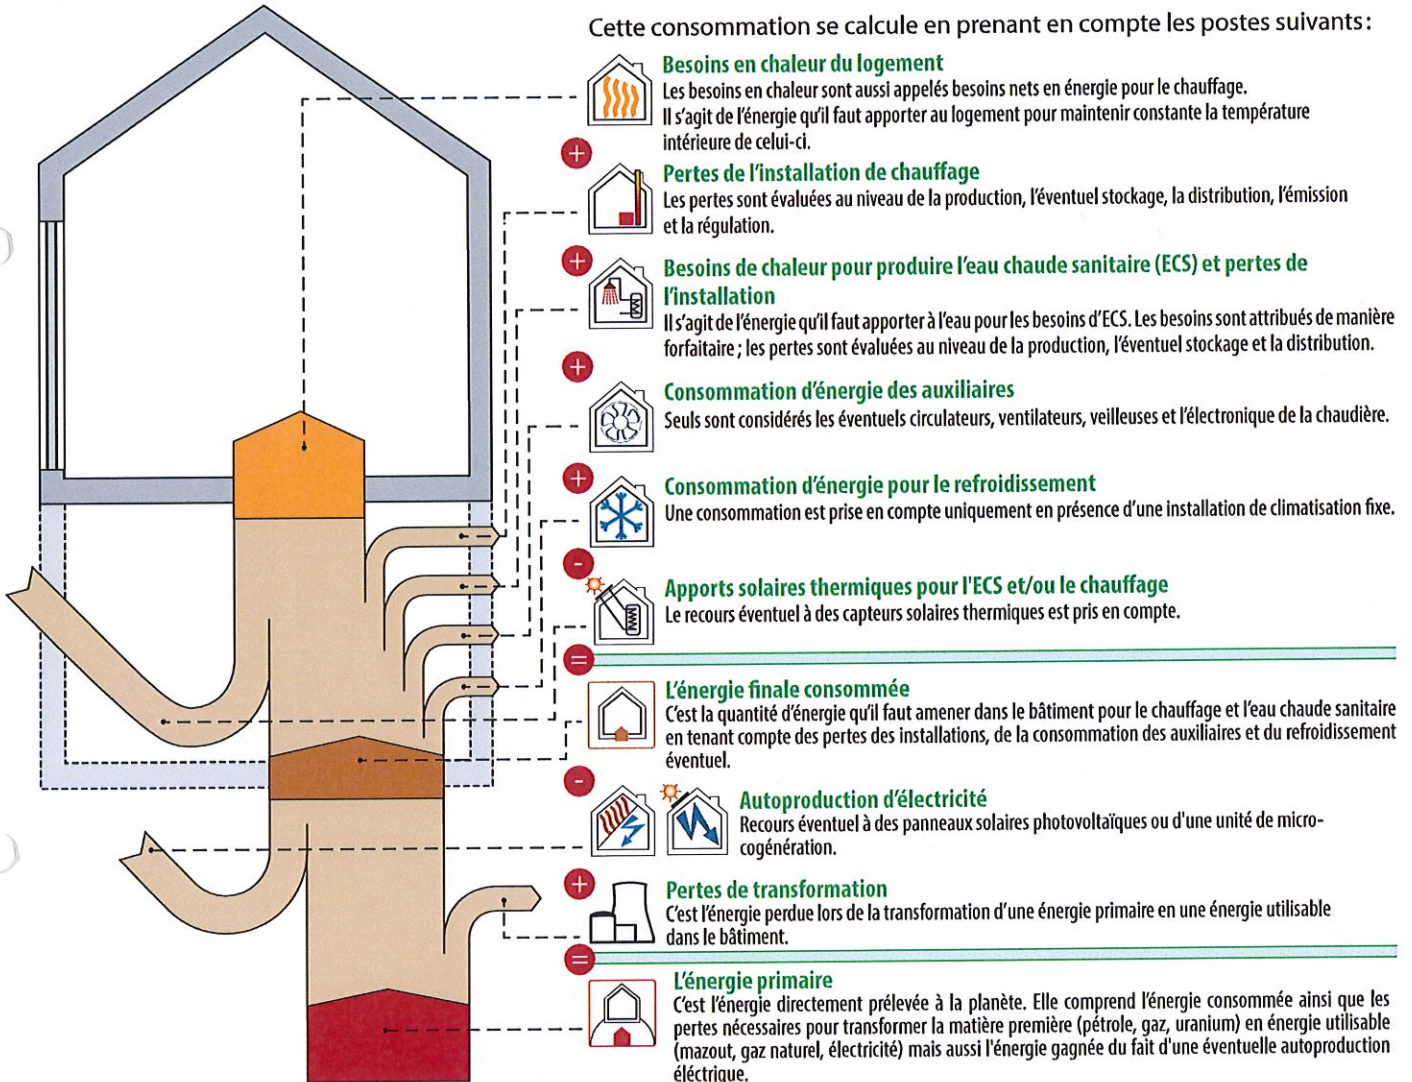 Cette consommation se calcule en prenant en compte les postes suivants:
Besoins en chaleur du logement
Les besoins en chaleur sont aussi appelés besoins nets en énergie pour le chauffage.
Il s'agit de l'énergie qu'il faut apporter au logement pour maintenir constante la température
intérieure de celui-ci.
+
Pertes de l'installation de chauffage
Les pertes sont évaluées au niveau de la production, l'éventuel stockage, la distribution, l'émission
et la régulation.
+
Besoins de chaleur pour produire l'eau chaude sanitaire (ECS) et pertes de
l'installation
Il s'agit de l'énergie qu'il faut apporter à l'eau pour les besoins d'ECS. Les besoins sont attribués de manière
forfaitaire ; les pertes sont évaluées au niveau de la production, l'éventuel stockage et la distribution.
+
Consommation d'énergie des auxiliaires
Seuls sont considérés les éventuels circulateurs, ventilateurs, veilleuses et l'électronique de la chaudière.
+
Consommation d'énergie pour le refroidissement
Une consommation est prise en compte uniquement en présence d'une installation de climatisation fixe.
-
Apports solaires thermiques pour l'ECS et/ou le chauffage
Le recours éventuel à des capteurs solaires thermiques est pris en compte.
=
L'énergie finale consommée
C'est la quantité d'énergie qu'il faut amener dans le bâtiment pour le chauffage et l'eau chaude sanitaire
en tenant compte des pertes des installations, de la consommation des auxiliaires et du refroidissement
éventuel.
-
Autoproduction d'électricité
Recours éventuel à des panneaux solaires photovoltaïques ou d'une unité de micro-
cogénération.
+
Pertes de transformation
C'est l'énergie perdue lors de la transformation d'une énergie primaire en une énergie utilisable
dans le bâtiment.
=
L'énergie primaire
C'est l'énergie directement prélevée à la planète. Elle comprend l'énergie consommée ainsi que les
pertes nécessaires pour transformer la matière première (pétrole, gaz, uranium) en énergie utilisable
(mazout, gaz naturel, électricité) mais aussi l'énergie gagnée du fait d'une éventuelle autoproduction
éléctrique.